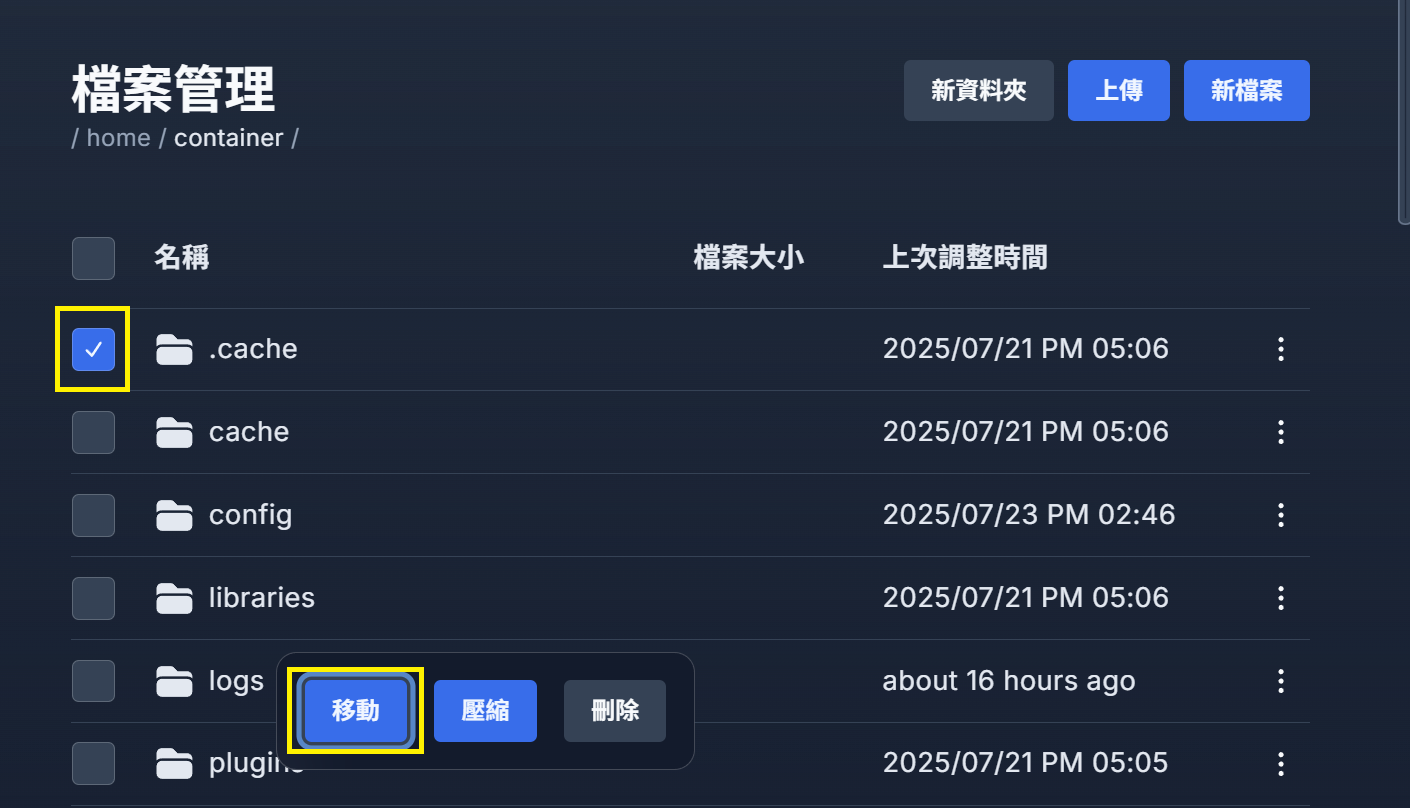 檔案管理
/ home / container /
新資料夾 上傳 新檔案
名稱 檔案大小 上次調整時間
.cache 2025/07/21 PM 05:06
cache 2025/07/21 PM 05:06
config 2025/07/23 PM 02:46
libraries 2025/07/21 PM 05:06
logs about 16 hours ago
移動 壓縮 刪除
plugins 2025/07/21 PM 05:05